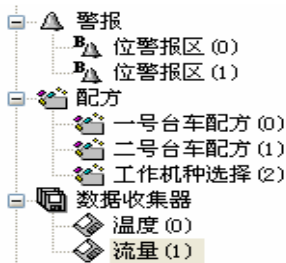 警报
位警报区 (0)
位警报区 (1)
配方
一号台车配方 (0)
二号台车配方 (1)
工作机种选择 (2)
数据收集器
温度 (0)
流量 (1)